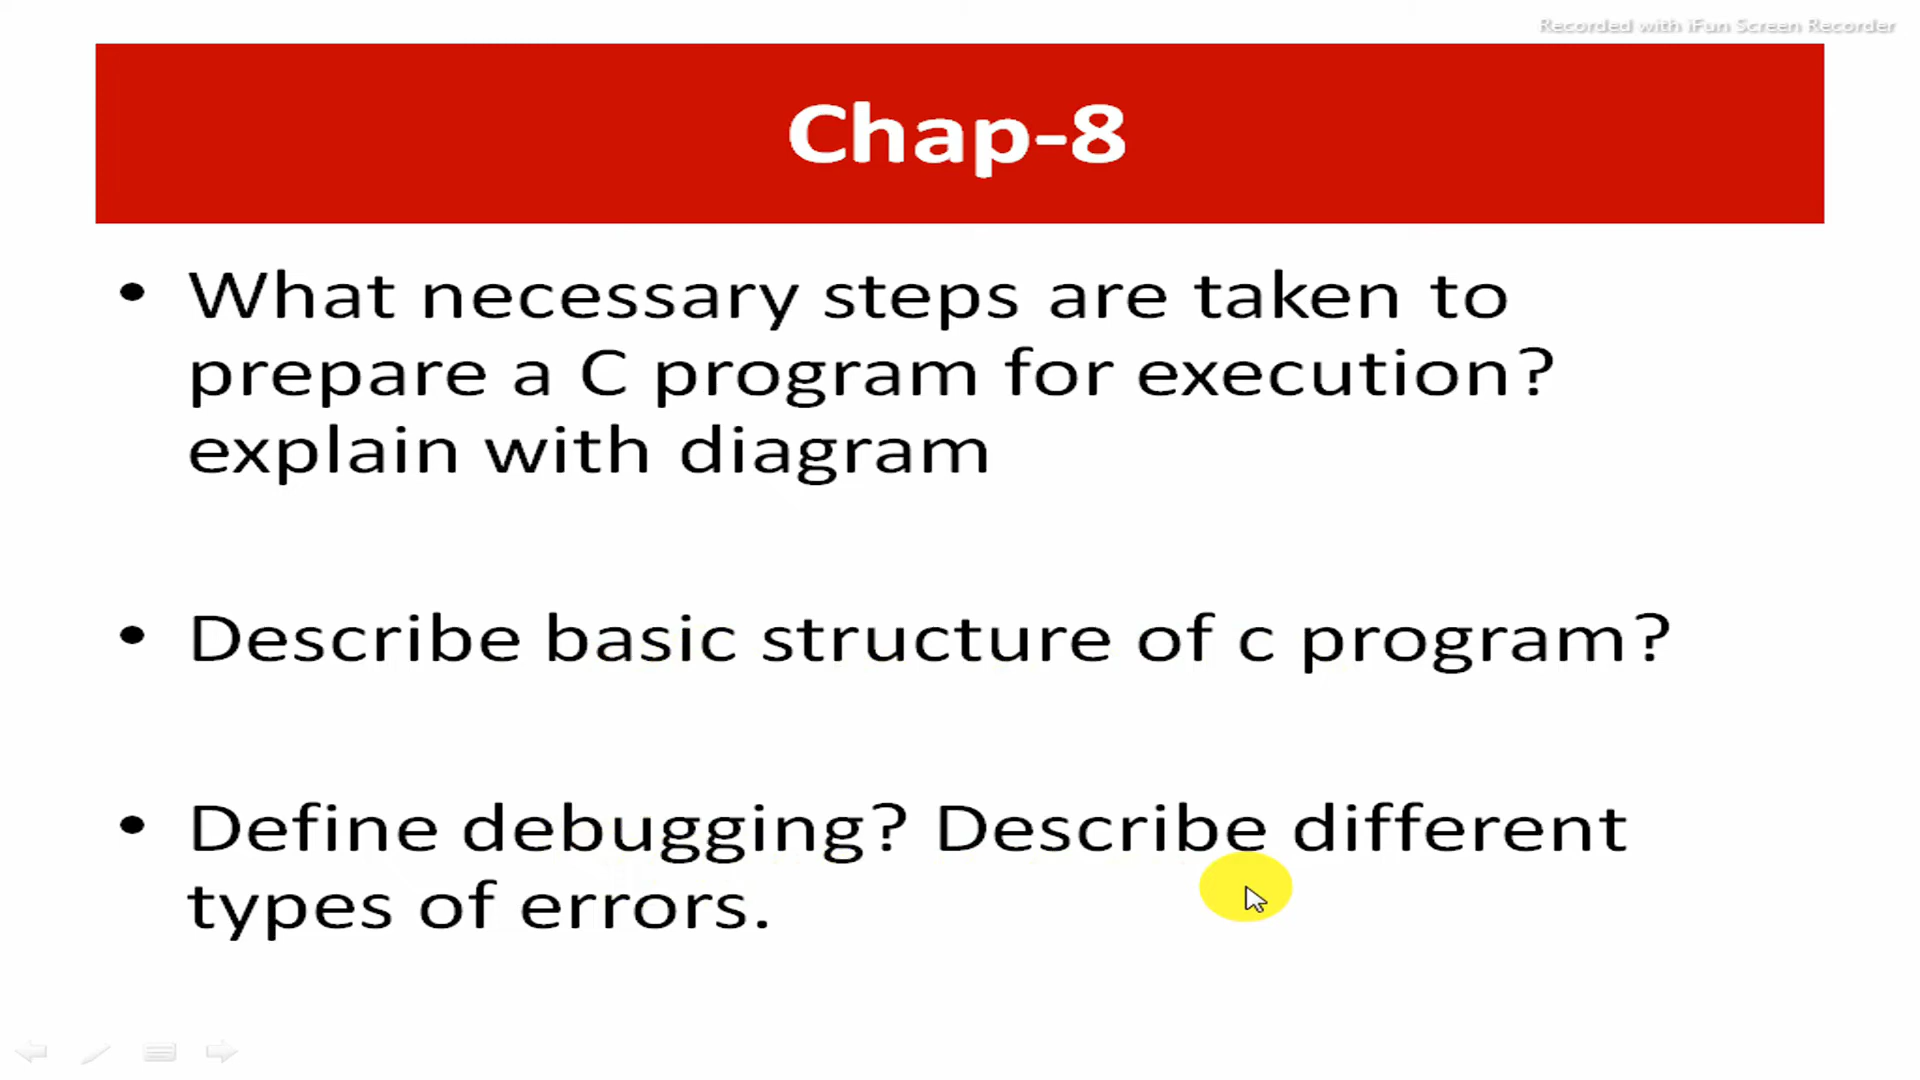 Recorded with iFun Screen Recorder
Chap-8
• What necessary steps are taken to
prepare a C program for execution?
explain with diagram
• Describe basic structure of c program?
• Define debugging? Describe different
types of errors.